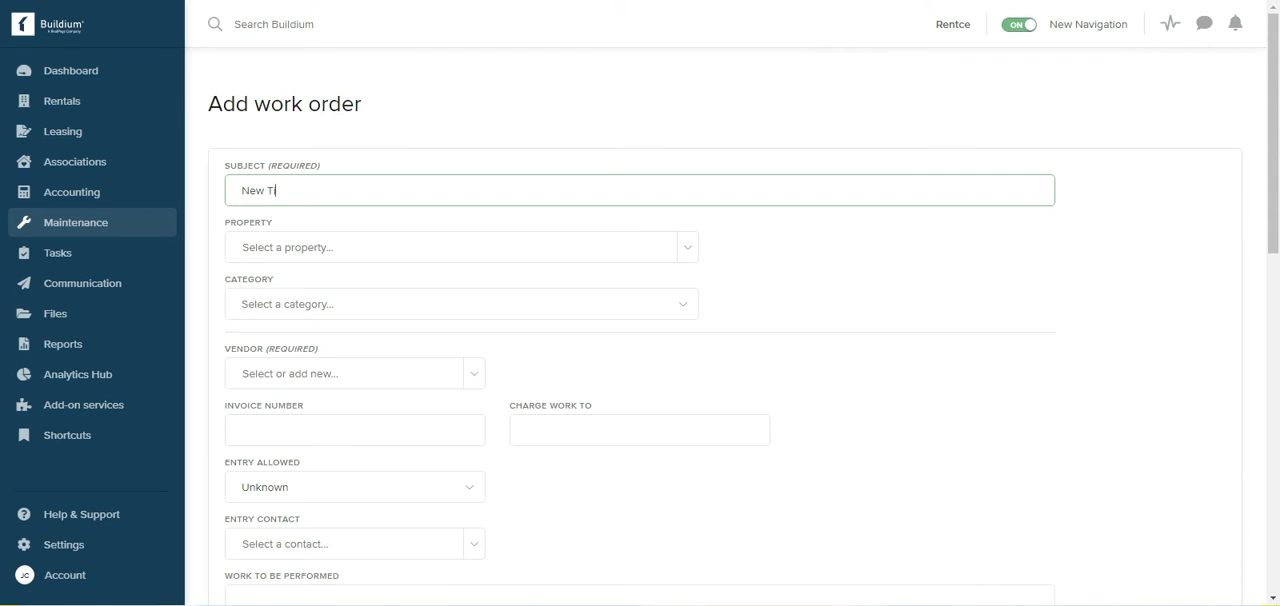 Buildium®
A RealPage Company
Search Buildium
Rentce
ON
New Navigation
Dashboard
Rentals
Leasing
Associations
Accounting
Maintenance
Tasks
Communication
Files
Reports
Analytics Hub
Add-on services
Shortcuts
Help & Support
Settings
JC
Account
Add work order
SUBJECT (REQUIRED)
New Ti
PROPERTY
Select a property...
CATEGORY
Select a category...
VENDOR (REQUIRED)
Select or add new...
INVOICE NUMBER
CHARGE WORK TO
ENTRY ALLOWED
Unknown
ENTRY CONTACT
Select a contact...
WORK TO BE PERFORMED